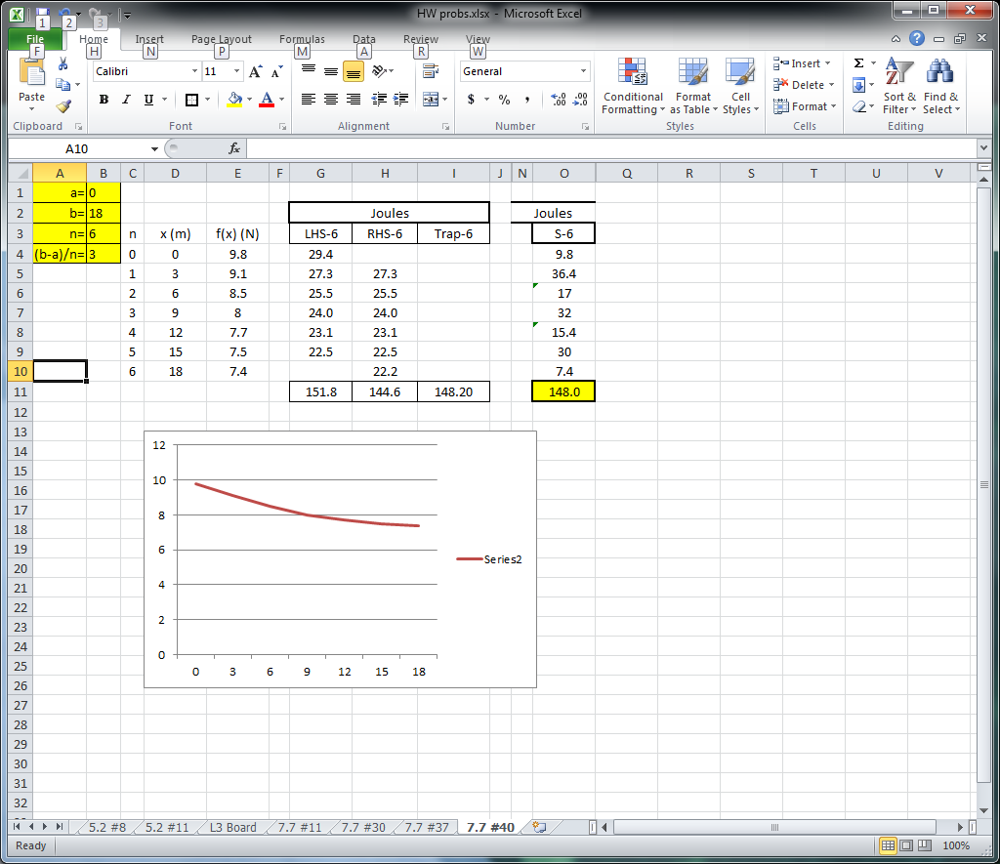 HW probs.xlsx - Microsoft Excel
1 2 3
File Home Insert Page Layout Formulas Data Review View
F H N P M A R W
Paste Calibri 11 A A General Conditional Formatting Format as Table Cell Styles Insert Delete Format Σ Sort & Filter Find & Select
B I U A $ % , .00 .0
Clipboard Font Alignment Number Styles Cells Editing
A10 fx
A B C D E F G H I J N O Q R S T U V
1 a= 0
2 b= 18 Joules Joules
3 n= 6 n x (m) f(x) (N) LHS-6 RHS-6 Trap-6 S-6
4 (b-a)/n= 3 0 0 9.8 29.4 9.8
5 1 3 9.1 27.3 27.3 36.4
6 2 6 8.5 25.5 25.5 17
7 3 9 8 24.0 24.0 32
8 4 12 7.7 23.1 23.1 15.4
9 5 15 7.5 22.5 22.5 30
10 6 18 7.4 22.2 7.4
11 151.8 144.6 148.20 148.0
12
13
14
15
16
17
18
19
20
21
22
23
24
25
26
27
28
29
30
31
32
12
10
8
6
4
2
0
0 3 6 9 12 15 18
Series2
5.2 #8 5.2 #11 L3 Board 7.7 #11 7.7 #30 7.7 #37 7.7 #40
Ready 100%